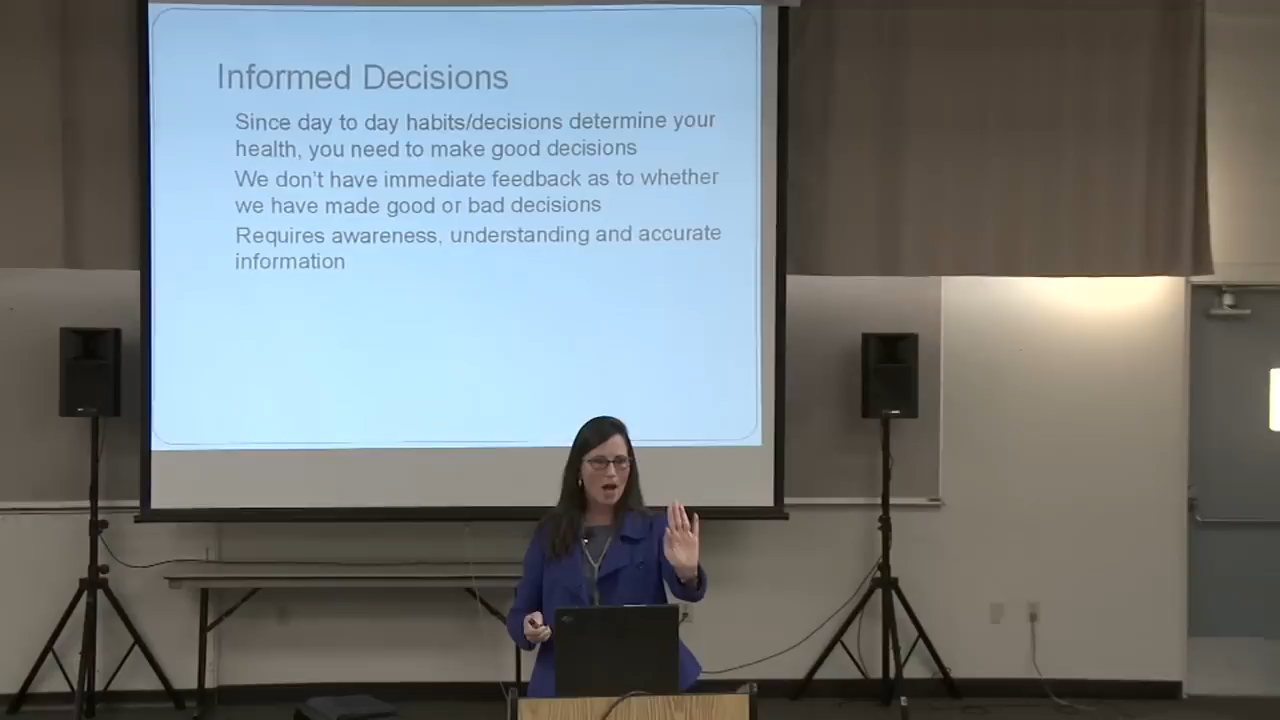 Informed Decisions
Since day to day habits/decisions determine your
health, you need to make good decisions
We don't have immediate feedback as to whether
we have made good or bad decisions
Requires awareness, understanding and accurate
information